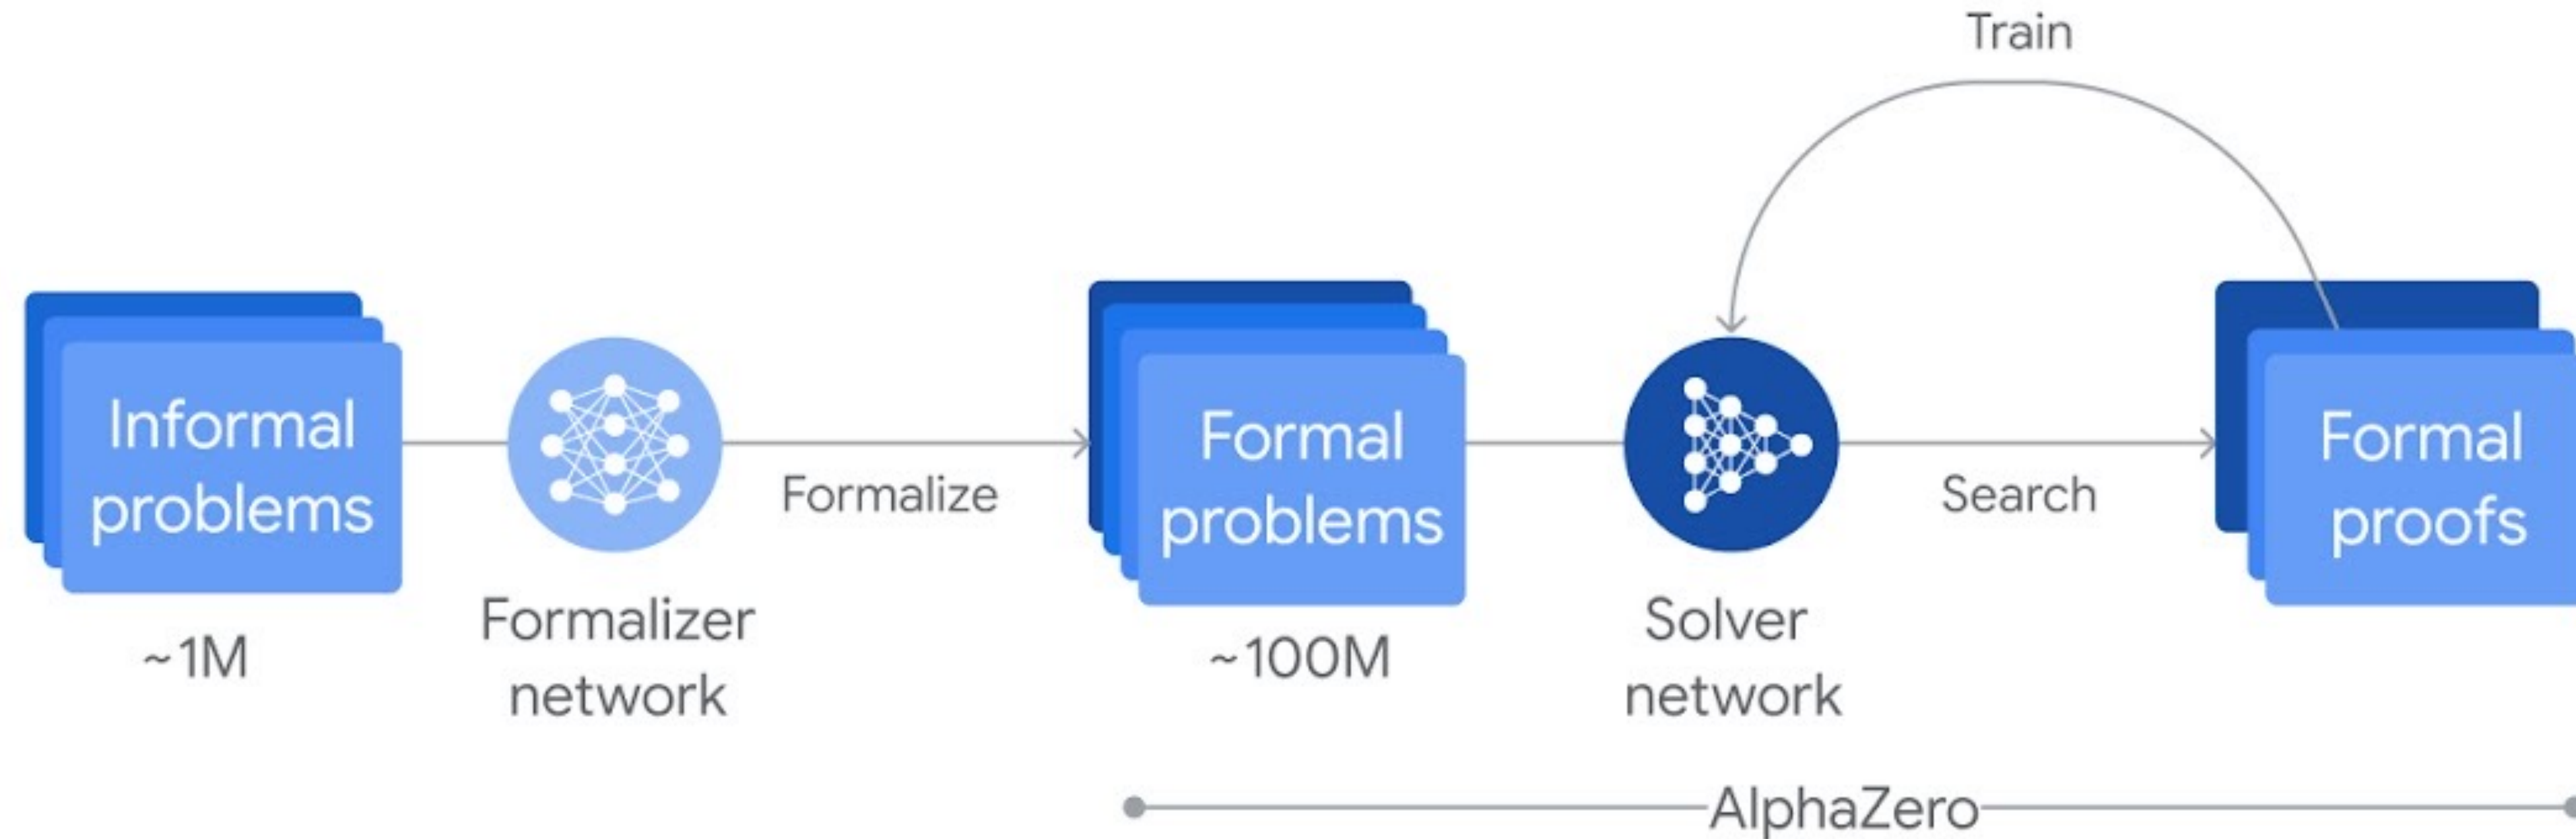 Train
Informal
problems
Formalize
Formal
problems
Search
Formal
proofs
~1M
Formalizer
network
~100M
Solver
network
AlphaZero